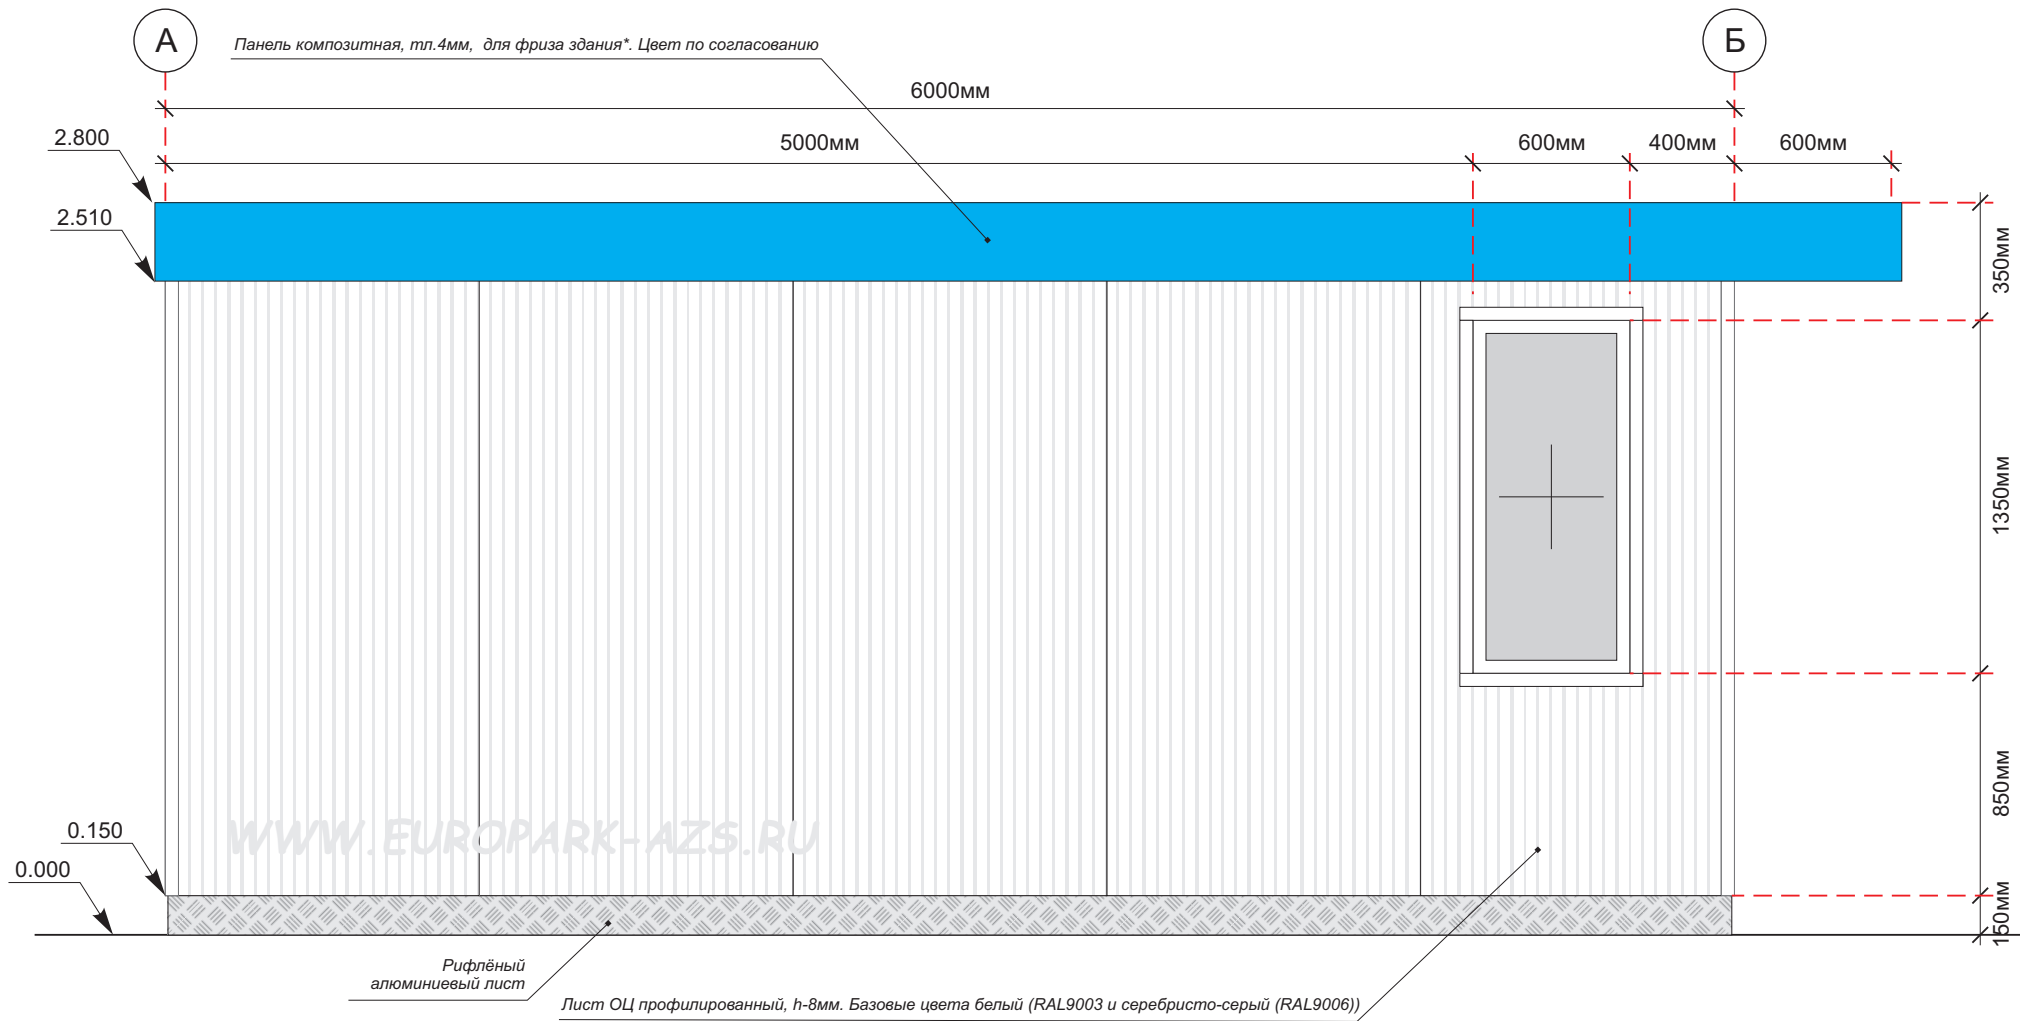 А
Б
Панель композитная, тл.4мм, для фриза здания*. Цвет по согласованию
6000мм
2.800
5000мм
600мм
400мм
600мм
2.510
350мм
1350мм
850мм
WWW.EUROPARK-AZS.RU
0.150
0.000
150мм
Рифлёный
алюминиевый лист
Лист ОЦ профилированный, h-8мм. Базовые цвета белый (RAL9003 и серебристо-серый (RAL9006))